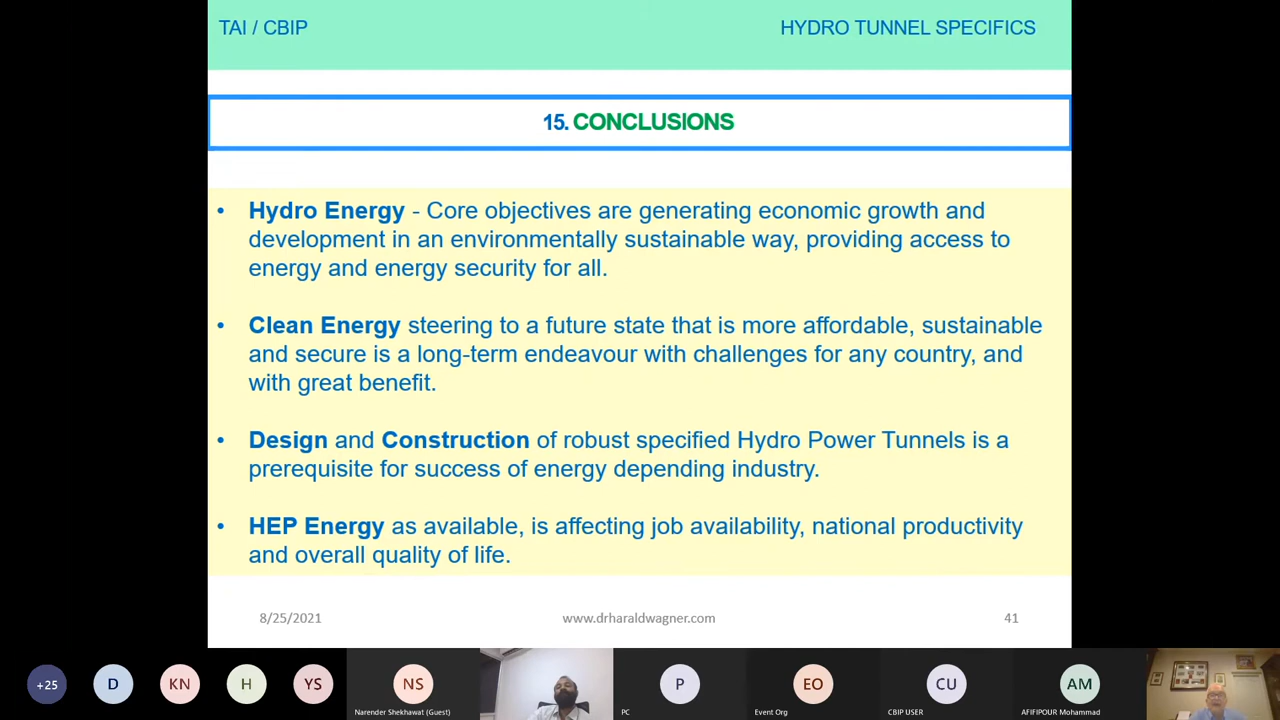 TAI / CBIP
HYDRO TUNNEL SPECIFICS
15. CONCLUSIONS
• Hydro Energy - Core objectives are generating economic growth and
development in an environmentally sustainable way, providing access to
energy and energy security for all.
• Clean Energy steering to a future state that is more affordable, sustainable
and secure is a long-term endeavour with challenges for any country, and
with great benefit.
• Design and Construction of robust specified Hydro Power Tunnels is a
prerequisite for success of energy depending industry.
• HEP Energy as available, is affecting job availability, national productivity
and overall quality of life.
8/25/2021
www.drharaldwagner.com
41
+25
D
KN
H
YS
NS
P
EO
CU
AM
Narender Shekhawat (Guest)
PC
Event Org
CBIP USER
AFIFIPOUR Mohammad